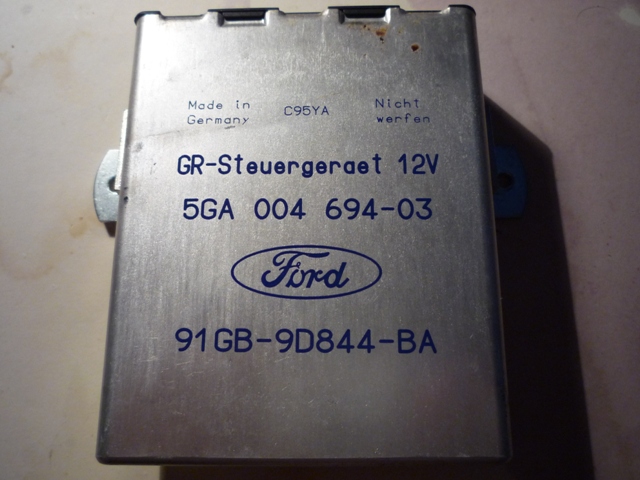 Made in Germany
C95YA
Nicht werfen
GR-Steuergeraet 12V
5GA 004 694-03
Ford
91GB-9D844-BA